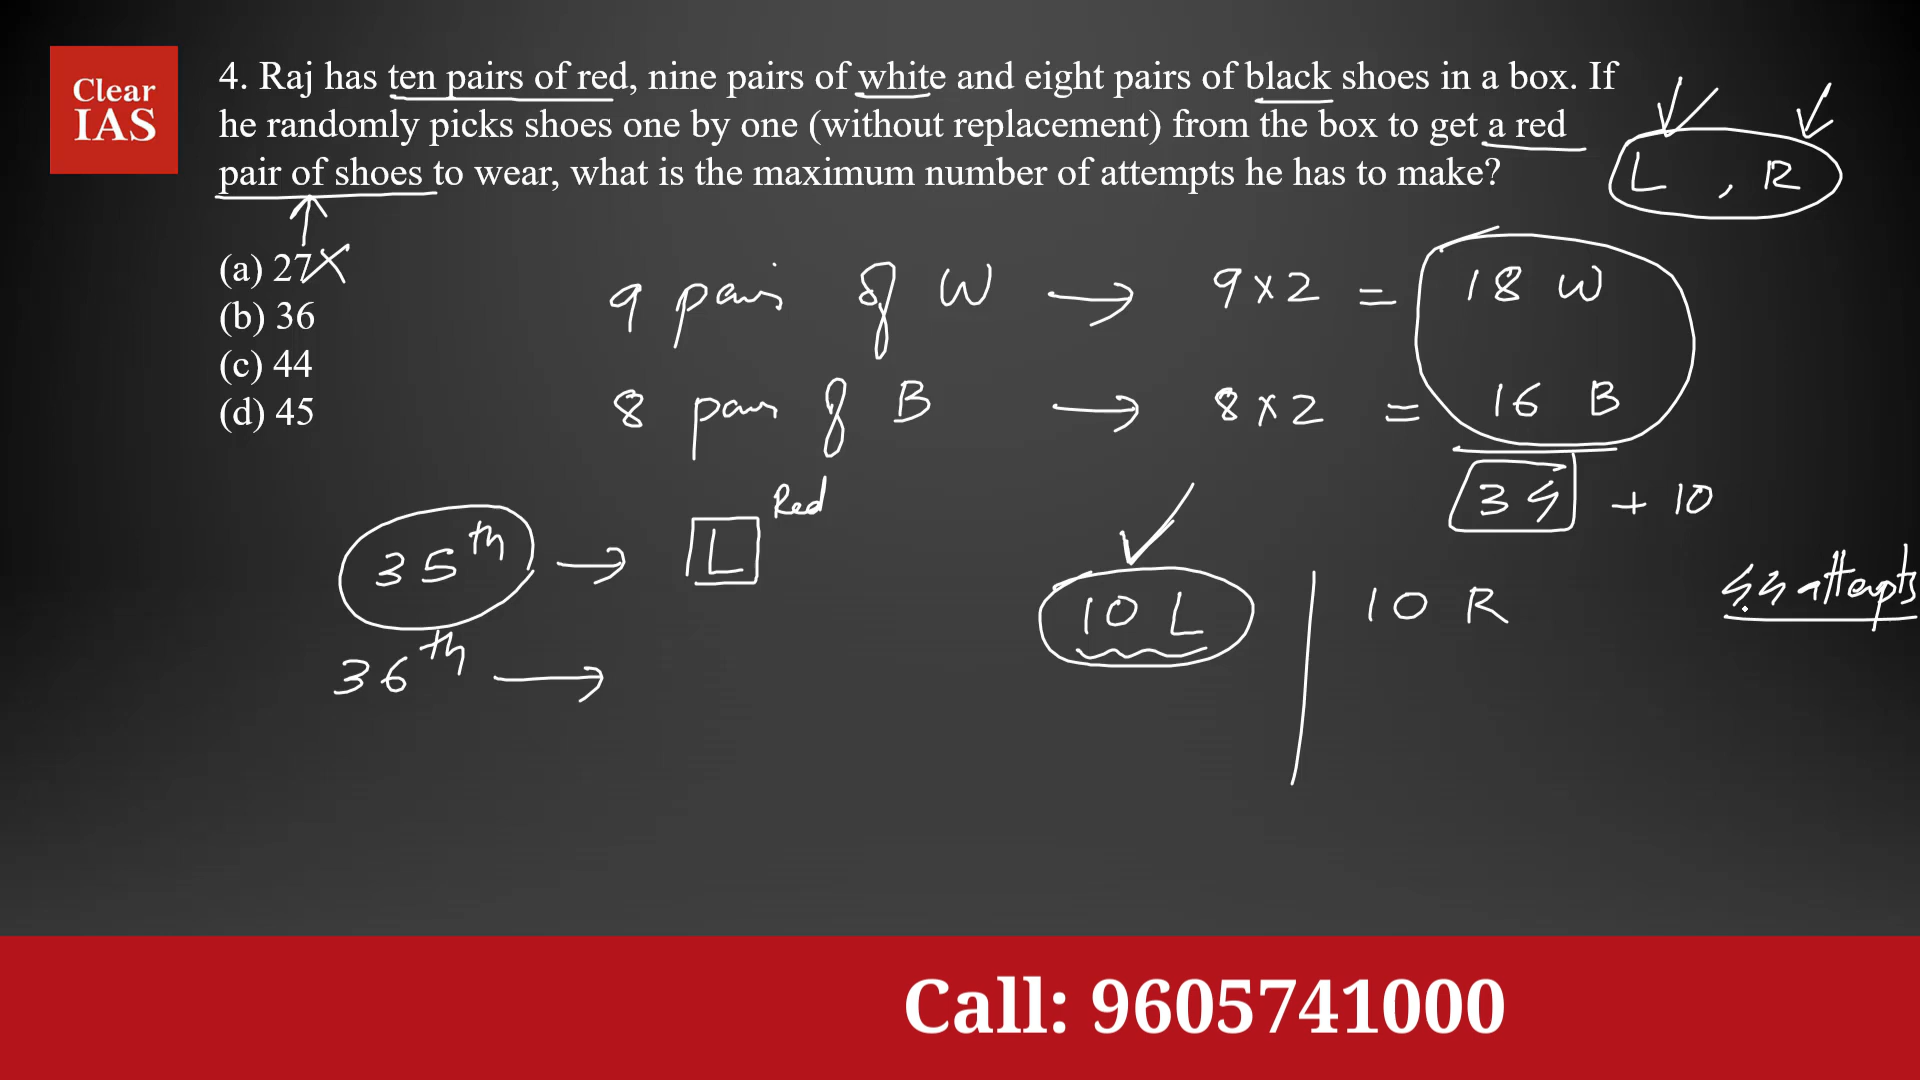 Clear
IAS
4. Raj has ten pairs of red, nine pairs of white and eight pairs of black shoes in a box. If
he randomly picks shoes one by one (without replacement) from the box to get a red
pair of shoes to wear, what is the maximum number of attempts he has to make?
L , R
(a) 27
(b) 36
(c) 44
(d) 45
9 pairs of W → 9×2 = 18 W
8 pairs of B → 8×2 = 16 B
34 + 10
35th → L Red
10 L | 10 R
44 attempts
36th →
Call: 9605741000